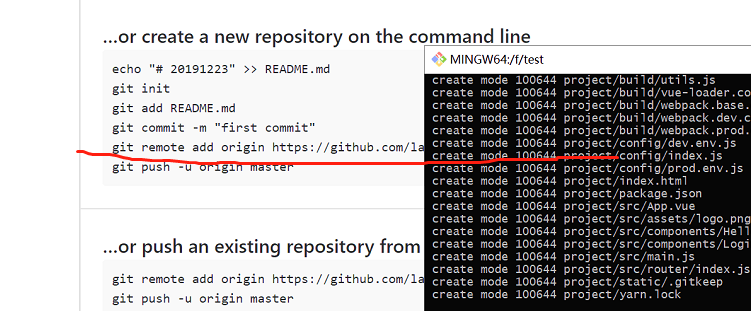 ...or create a new repository on the command line
echo "# 20191223" >> README.md
git init
git add README.md
git commit -m "first commit"
git remote add origin https://github.com/la
git push -u origin master
...or push an existing repository from
git remote add origin https://github.com/la
git push -u origin master
MINGW64:/f/test
create mode 100644 project/build/utils.js
create mode 100644 project/build/vue-loader.co
create mode 100644 project/build/webpack.base.
create mode 100644 project/build/webpack.dev.c
create mode 100644 project/build/webpack.prod.
create mode 100644 project/config/dev.env.js
create mode 100644 project/config/index.js
create mode 100644 project/config/prod.env.js
create mode 100644 project/index.html
create mode 100644 project/package.json
create mode 100644 project/src/App.vue
create mode 100644 project/src/assets/logo.png
create mode 100644 project/src/components/Hell
create mode 100644 project/src/components/Logi
create mode 100644 project/src/main.js
create mode 100644 project/src/router/index.js
create mode 100644 project/static/.gitkeep
create mode 100644 project/yarn.lock